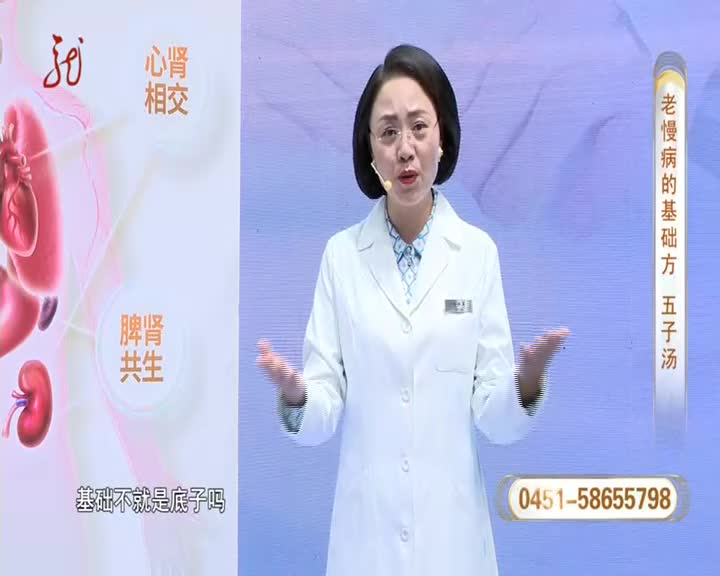 龙
心肾
相交
脾肾
共生
老慢病的基础方 五子汤
基础不就是底子吗
0451-58655798